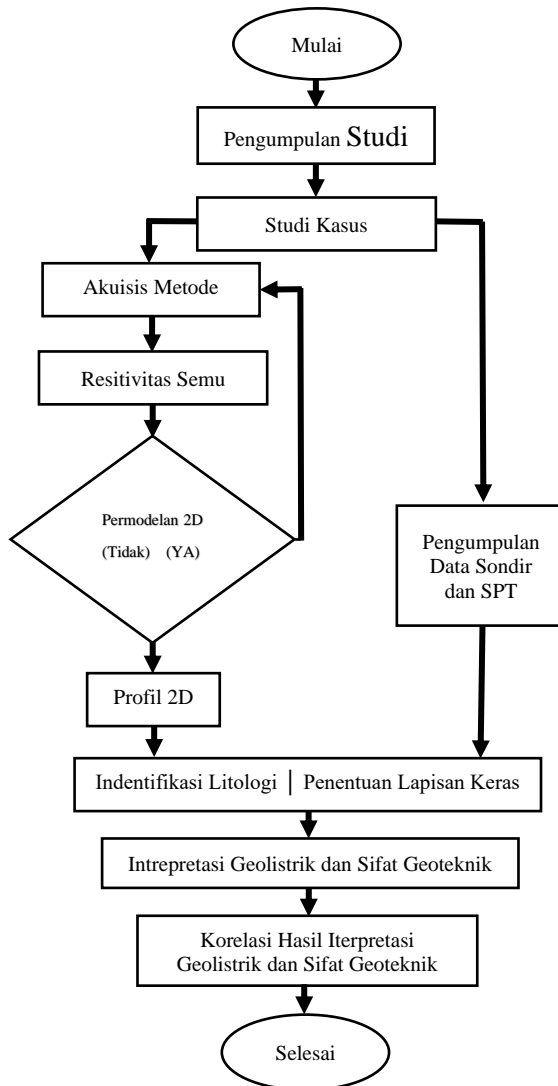 Mulai
Pengumpulan Studi
Studi Kasus
Akuisis Metode
Resitivitas Semu
Permodelan 2D
(Tidak) (YA)
Pengumpulan
Data Sondir
dan SPT
Profil 2D
Indentifikasi Litologi | Penentuan Lapisan Keras
Intrepretasi Geolistrik dan Sifat Geoteknik
Korelasi Hasil Iterpretasi
Geolistrik dan Sifat Geoteknik
Selesai